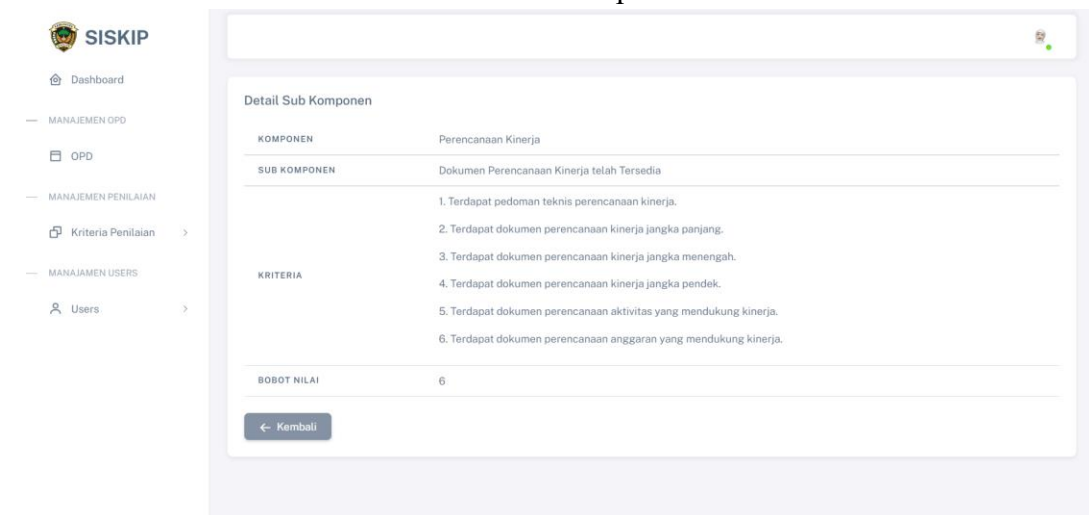 SISKIP
Dashboard
MANAJEMEN OPD
OPD
MANAJEMEN PENILAIAN
Kriteria Penilaian
MANAJAMEN USERS
Users
Detail Sub Komponen
KOMPONEN Perencanaan Kinerja
SUB KOMPONEN Dokumen Perencanaan Kinerja telah Tersedia
KRITERIA
1. Terdapat pedoman teknis perencanaan kinerja.
2. Terdapat dokumen perencanaan kinerja jangka panjang.
3. Terdapat dokumen perencanaan kinerja jangka menengah.
4. Terdapat dokumen perencanaan kinerja jangka pendek.
5. Terdapat dokumen perencanaan aktivitas yang mendukung kinerja.
6. Terdapat dokumen perencanaan anggaran yang mendukung kinerja.
BOBOT NILAI 6
← Kembali